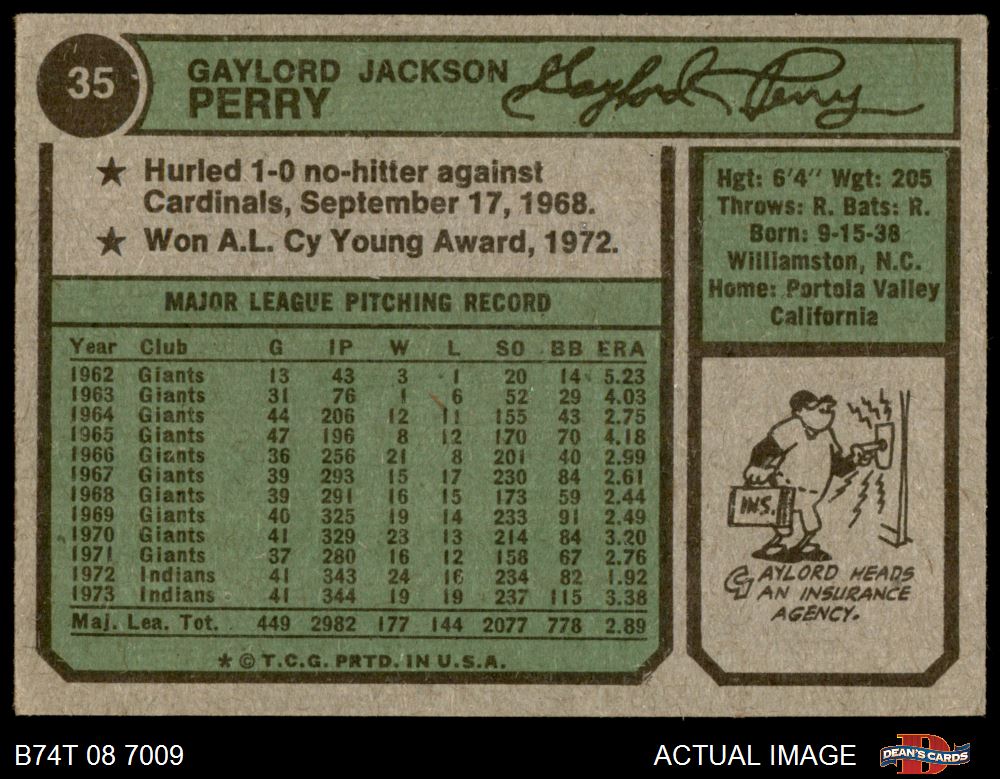 35
GAYLORD JACKSON
PERRY
Gaylord Perry
★ Hurled 1-0 no-hitter against
Cardinals, September 17, 1968.
★ Won A.L. Cy Young Award, 1972.
Hgt: 6'4" Wgt: 205
Throws: R. Bats: R.
Born: 9-15-38
Williamston, N.C.
Home: Portola Valley
California
MAJOR LEAGUE PITCHING RECORD
Year Club G IP W L SO BB ERA
1962 Giants 13 43 3 1 20 14 5.23
1963 Giants 31 76 1 6 52 29 4.03
1964 Giants 44 206 12 11 155 43 2.75
1965 Giants 47 196 8 12 170 70 4.18
1966 Giants 36 256 21 8 201 40 2.99
1967 Giants 39 293 15 17 230 84 2.61
1968 Giants 39 291 16 15 173 59 2.44
1969 Giants 40 325 19 14 233 91 2.49
1970 Giants 41 329 23 13 214 84 3.20
1971 Giants 37 280 16 12 158 67 2.76
1972 Indians 41 343 24 16 234 82 1.92
1973 Indians 41 344 19 19 237 115 3.38
Maj. Lea. Tot. 449 2982 177 144 2077 778 2.89
* © T.C.G. PRTD. IN U.S.A.
INS.
GAYLORD HEADS
AN INSURANCE
AGENCY.
B74T 08 7009
ACTUAL IMAGE
DEAN'S CARDS